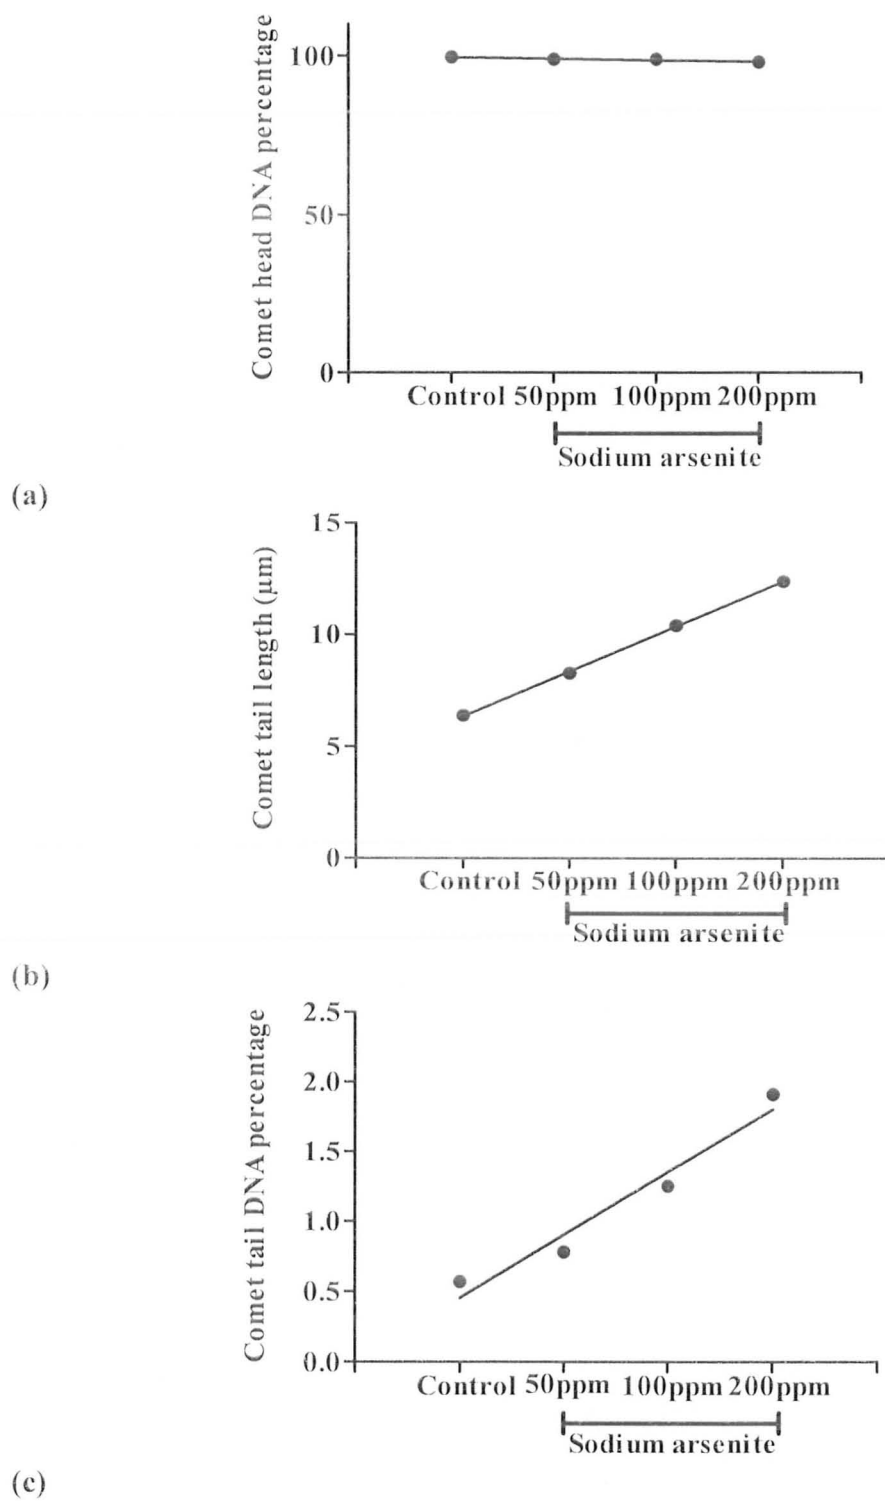 Comet head DNA percentage
100
50
0
Control 50ppm 100ppm 200ppm
Sodium arsenite
(a)
Comet tail length (μm)
15
10
5
0
Control 50ppm 100ppm 200ppm
Sodium arsenite
(b)
Comet tail DNA percentage
2.5
2.0
1.5
1.0
0.5
0.0
Control 50ppm 100ppm 200ppm
Sodium arsenite
(c)